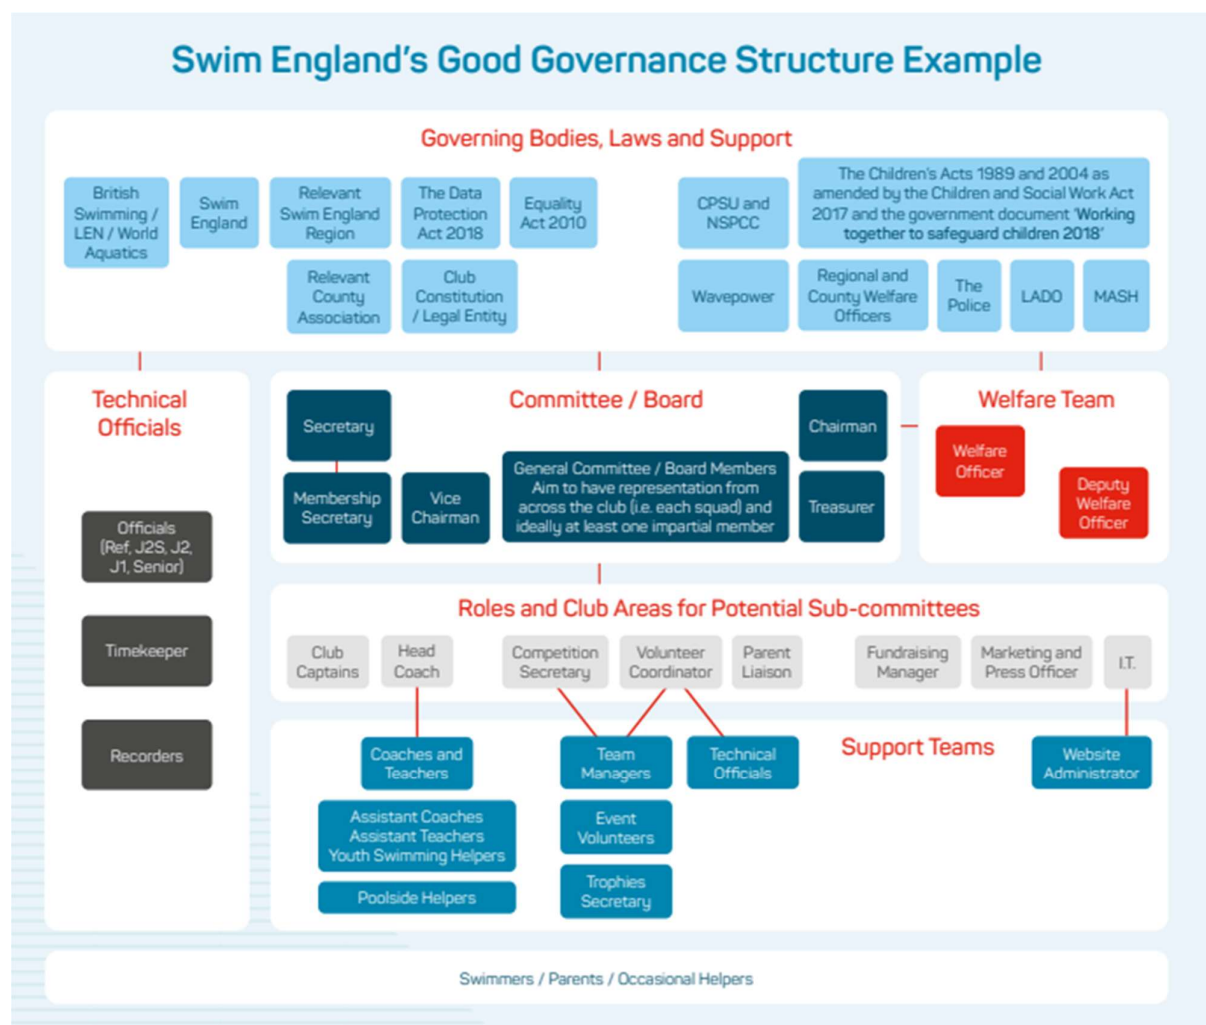 Swim England's Good Governance Structure Example
Governing Bodies, Laws and Support
British
Swimming /
LEN / World
Aquatics
Swim
England
Relevant
Swim England
Region
The Data
Protection
Act 2018
Equality
Act 2010
CPSU and
NSPCC
The Children's Acts 1989 and 2004 as
amended by the Children and Social Work Act
2017 and the government document 'Working
together to safeguard children 2018'
Relevant
County
Association
Club
Constitution
/ Legal Entity
Wavepower
Regional and
County Welfare
Officers
The
Police
LADO
MASH
Technical
Officials
Officials
(Ref, J2S, J2,
J1, Senior)
Timekeeper
Recorders
Committee / Board
Secretary
Membership
Secretary
Vice
Chairman
General Committee / Board Members
Aim to have representation from
across the club (i.e. each squad) and
ideally at least one impartial member
Chairman
Treasurer
Welfare Team
Welfare
Officer
Deputy
Welfare
Officer
Roles and Club Areas for Potential Sub-committees
Club
Captains
Head
Coach
Competition
Secretary
Volunteer
Coordinator
Parent
Liaison
Fundraising
Manager
Marketing and
Press Officer
I.T.
Support Teams
Coaches and
Teachers
Team
Managers
Technical
Officials
Website
Administrator
Assistant Coaches
Assistant Teachers
Youth Swimming Helpers
Event
Volunteers
Poolside Helpers
Trophies
Secretary
Swimmers / Parents / Occasional Helpers